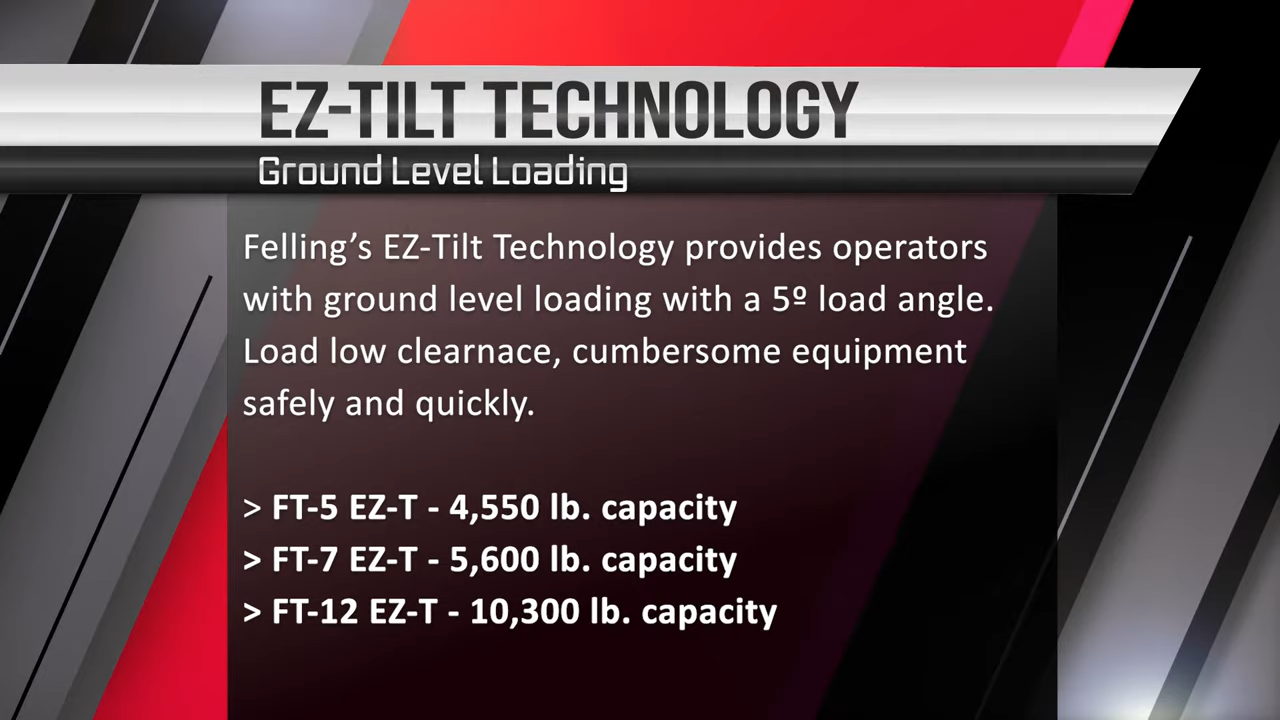 EZ-TILT TECHNOLOGY
Ground Level Loading
Felling’s EZ-Tilt Technology provides operators
with ground level loading with a 5º load angle.
Load low clearnace, cumbersome equipment
safely and quickly.
> FT-5 EZ-T - 4,550 lb. capacity
> FT-7 EZ-T - 5,600 lb. capacity
> FT-12 EZ-T - 10,300 lb. capacity